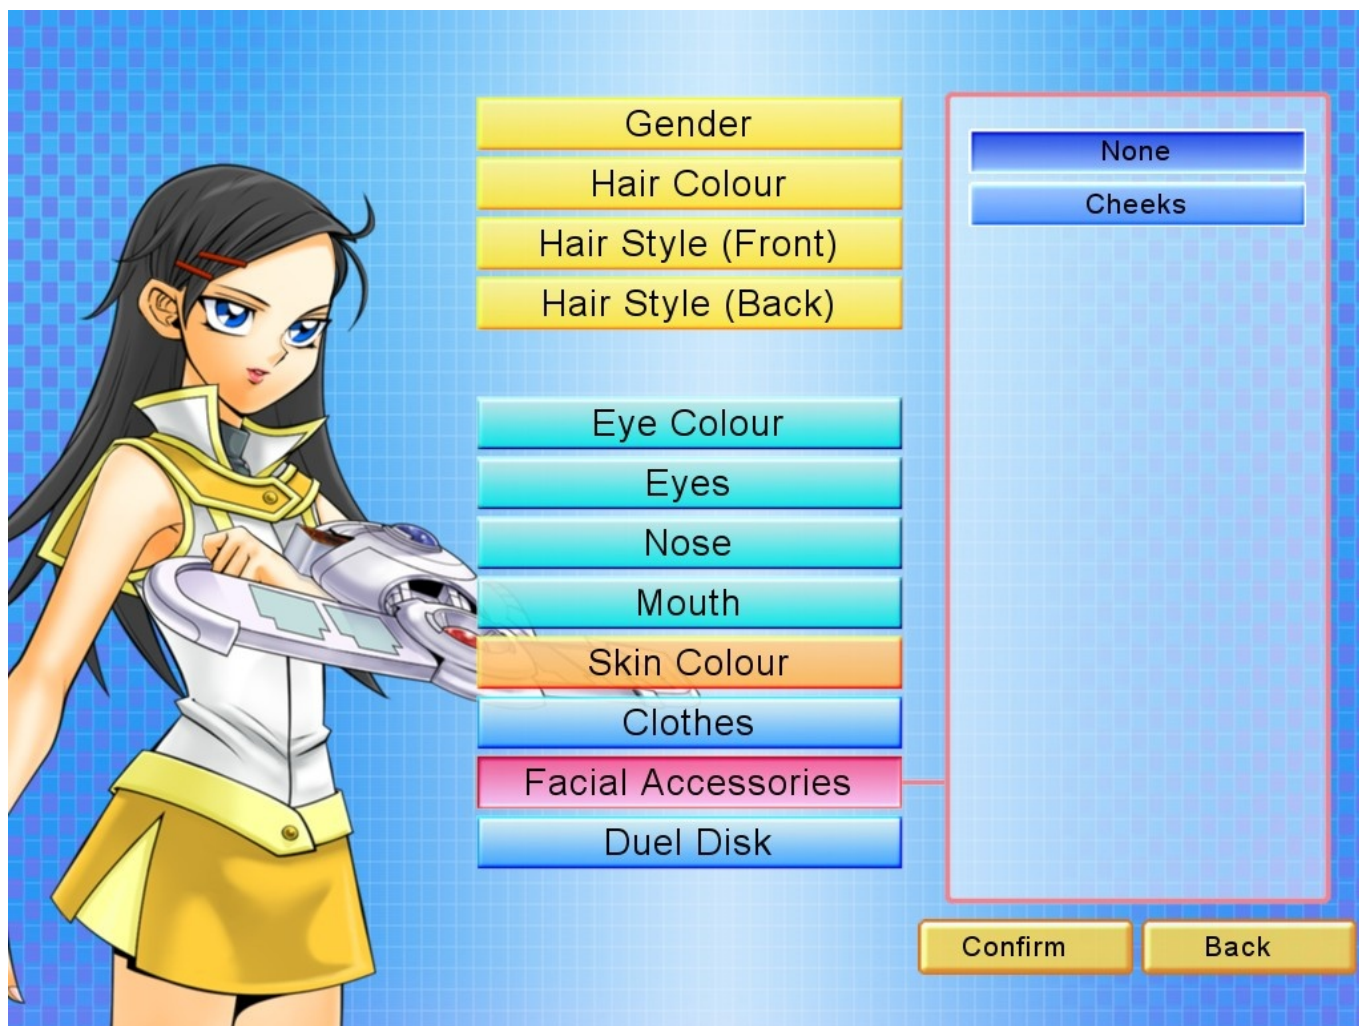 Gender
Hair Colour
Hair Style (Front)
Hair Style (Back)
Eye Colour
Eyes
Nose
Mouth
Skin Colour
Clothes
Facial Accessories
Duel Disk
None
Cheeks
Confirm
Back